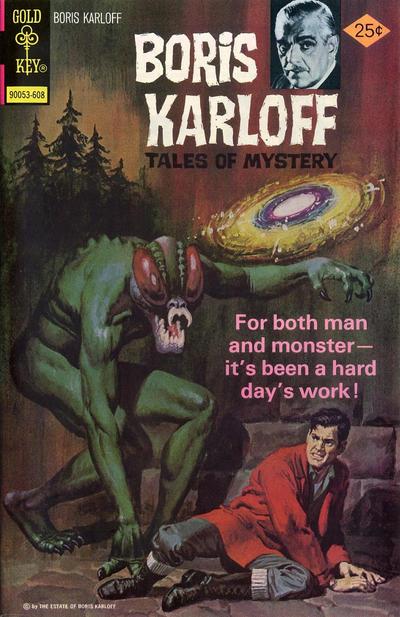 GOLD
KEY®
BORIS KARLOFF
90053-608
25¢
BORIS
KARLOFF
TALES OF MYSTERY
For both man
and monster—
it's been a hard
day's work!
© by THE ESTATE OF BORIS KARLOFF